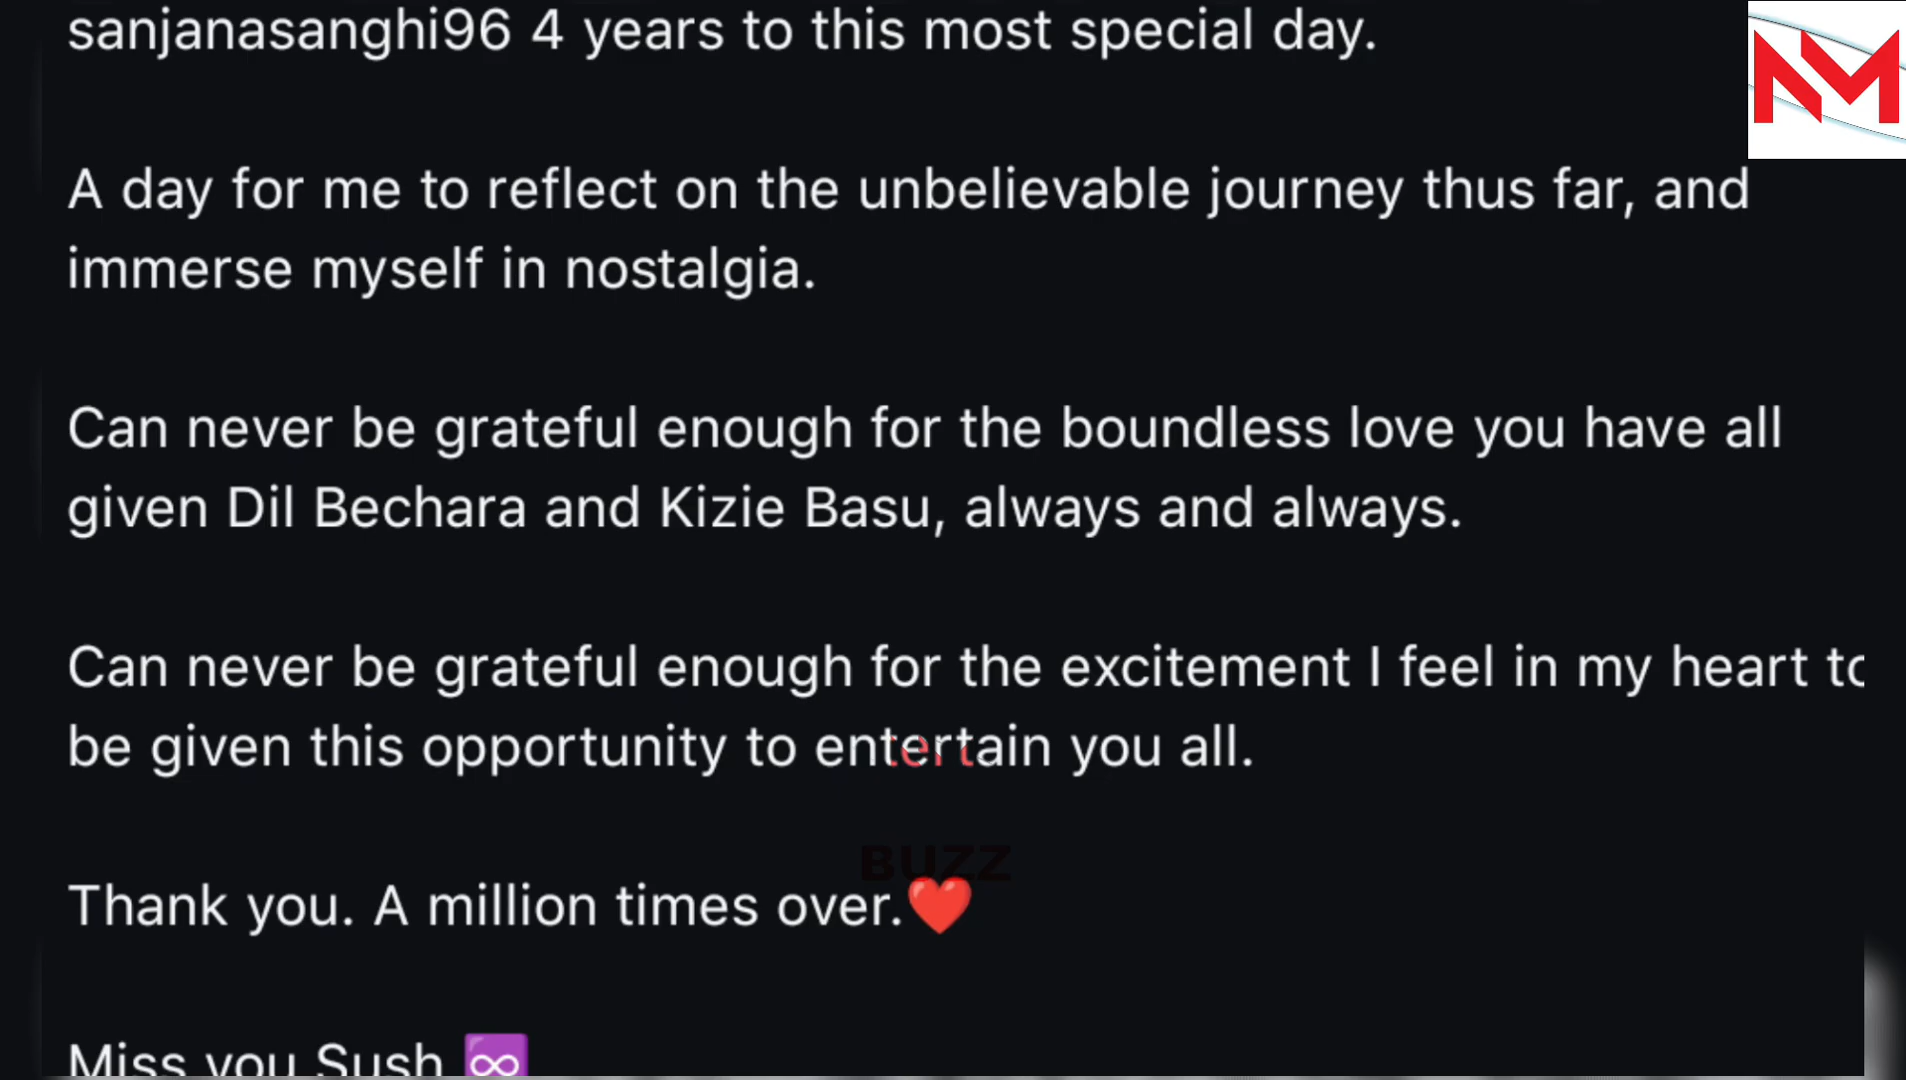 sanjanasanghi96 4 years to this most special day.
NM
A day for me to reflect on the unbelievable journey thus far, and
immerse myself in nostalgia.
Can never be grateful enough for the boundless love you have all
given Dil Bechara and Kizie Basu, always and always.
Can never be grateful enough for the excitement I feel in my heart to
be given this opportunity to entertain you all.
BUZZ
Thank you. A million times over.❤️
Miss you Sush ♾️